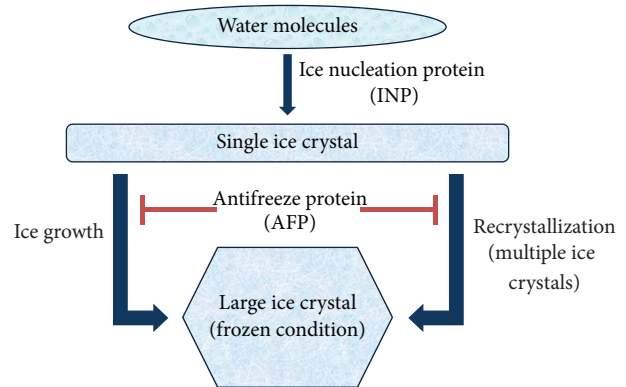 Water molecules
Ice nucleation protein
(INP)
Single ice crystal
Antifreeze protein
(AFP)
Ice growth
Recrystallization
(multiple ice
crystals)
Large ice crystal
(frozen condition)